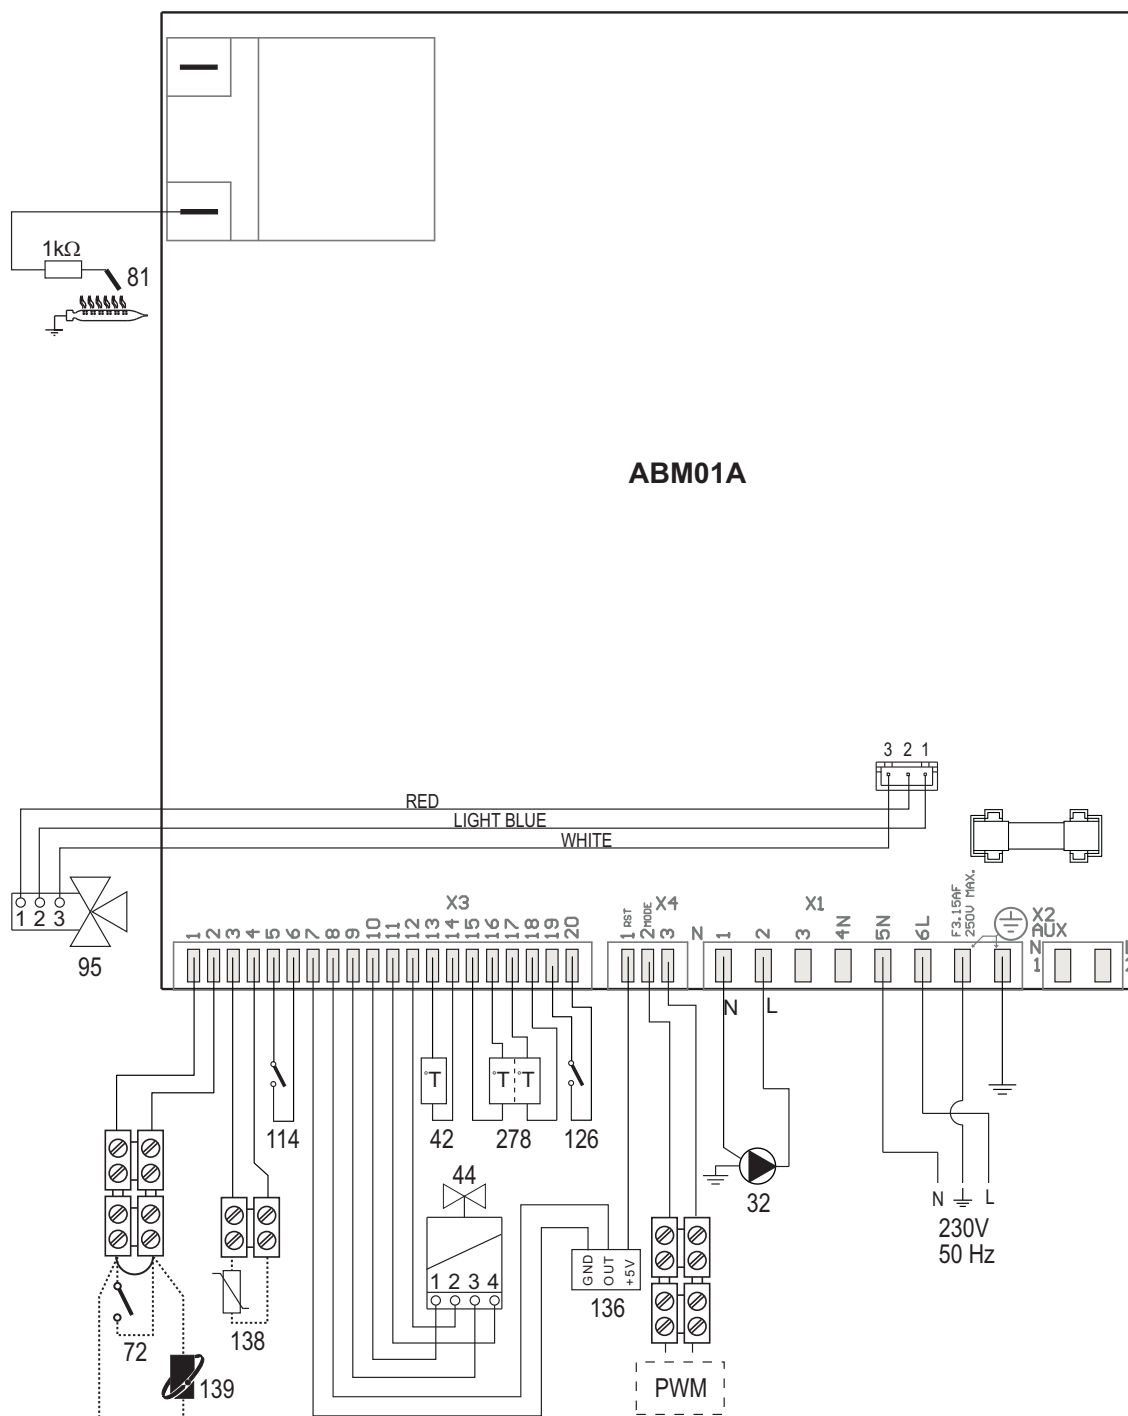 1kΩ
81
ABM01A
3 2 1
RED
LIGHT BLUE
WHITE
1 2 3
95
X3
1 2 3 4 5 6 7 8 9 10 11 12 13 14 15 16 17 18 19 20
X4
1 RST 2 MODE 3
N
X1
1 2 3 4N 5N 6L
F3.15AF
250V MAX.
X2
AUX
N
1
N
L
114
°T
42
°T °T
278
126
44
1 2 3 4
GND
OUT
+5V
136
32
N L
230V
50 Hz
72
138
139
PWM